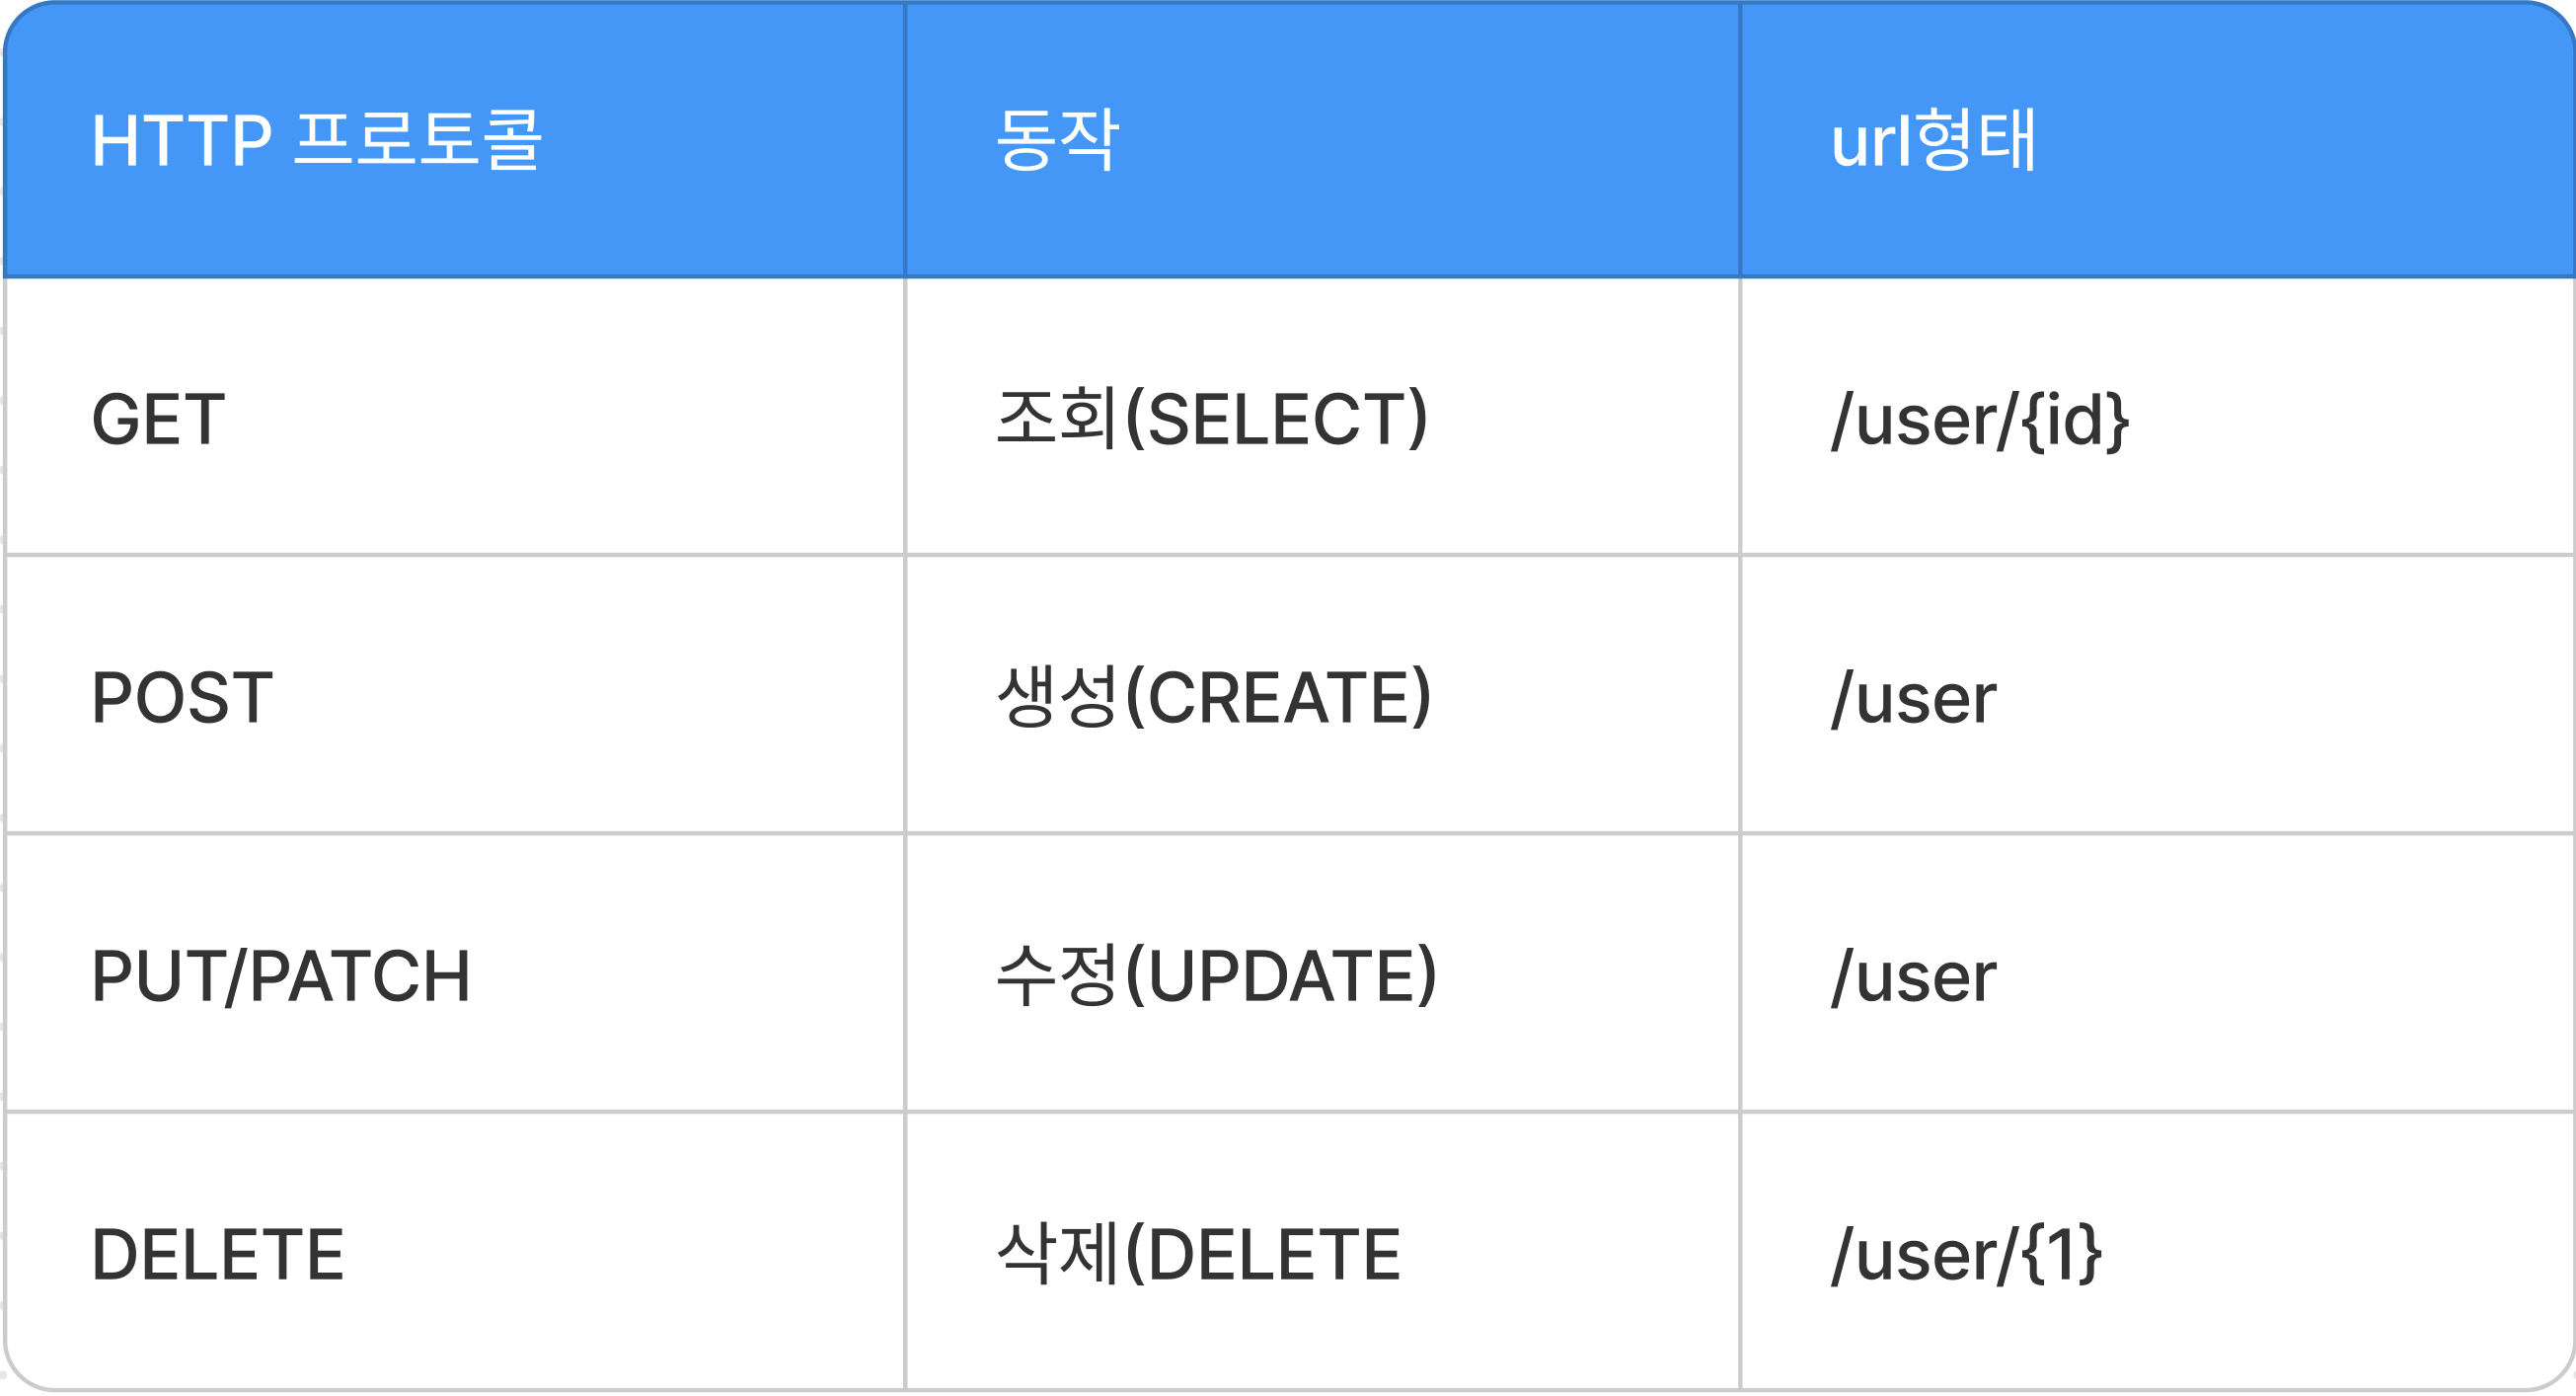 HTTP 프로토콜 동작 url형태
GET 조회(SELECT) /user/{id}
POST 생성(CREATE) /user
PUT/PATCH 수정(UPDATE) /user
DELETE 삭제(DELETE /user/{1}